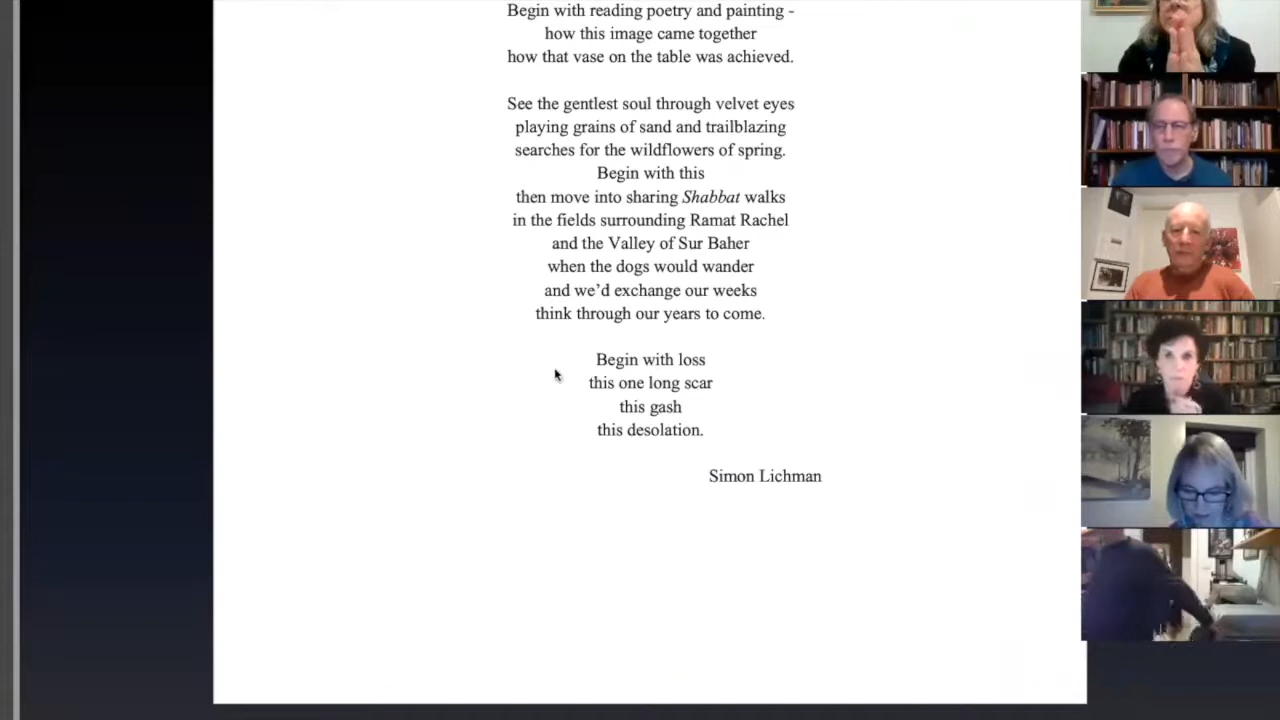 Begin with reading poetry and painting -
how this image came together
how that vase on the table was achieved.
See the gentlest soul through velvet eyes
playing grains of sand and trailblazing
searches for the wildflowers of spring.
Begin with this
then move into sharing Shabbat walks
in the fields surrounding Ramat Rachel
and the Valley of Sur Baher
when the dogs would wander
and we’d exchange our weeks
think through our years to come.
Begin with loss
this one long scar
this gash
this desolation.
Simon Lichman